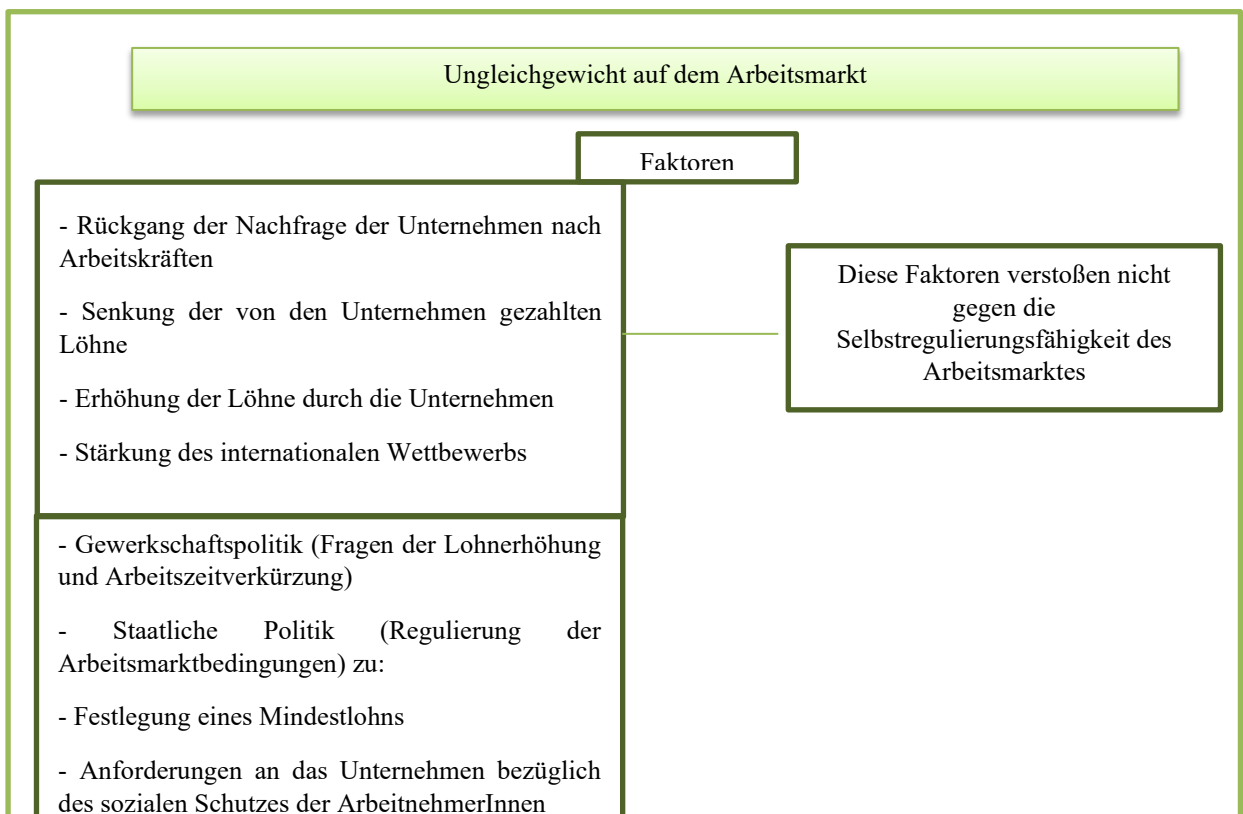 Ungleichgewicht auf dem Arbeitsmarkt
Faktoren
- Rückgang der Nachfrage der Unternehmen nach
Arbeitskräften
- Senkung der von den Unternehmen gezahlten
Löhne
- Erhöhung der Löhne durch die Unternehmen
- Stärkung des internationalen Wettbewerbs
Diese Faktoren verstoßen nicht
gegen die
Selbstregulierungsfähigkeit des
Arbeitsmarktes
- Gewerkschaftspolitik (Fragen der Lohnerhöhung
und Arbeitszeitverkürzung)
- Staatliche Politik (Regulierung der
Arbeitsmarktbedingungen) zu:
- Festlegung eines Mindestlohns
- Anforderungen an das Unternehmen bezüglich
des sozialen Schutzes der ArbeitnehmerInnen